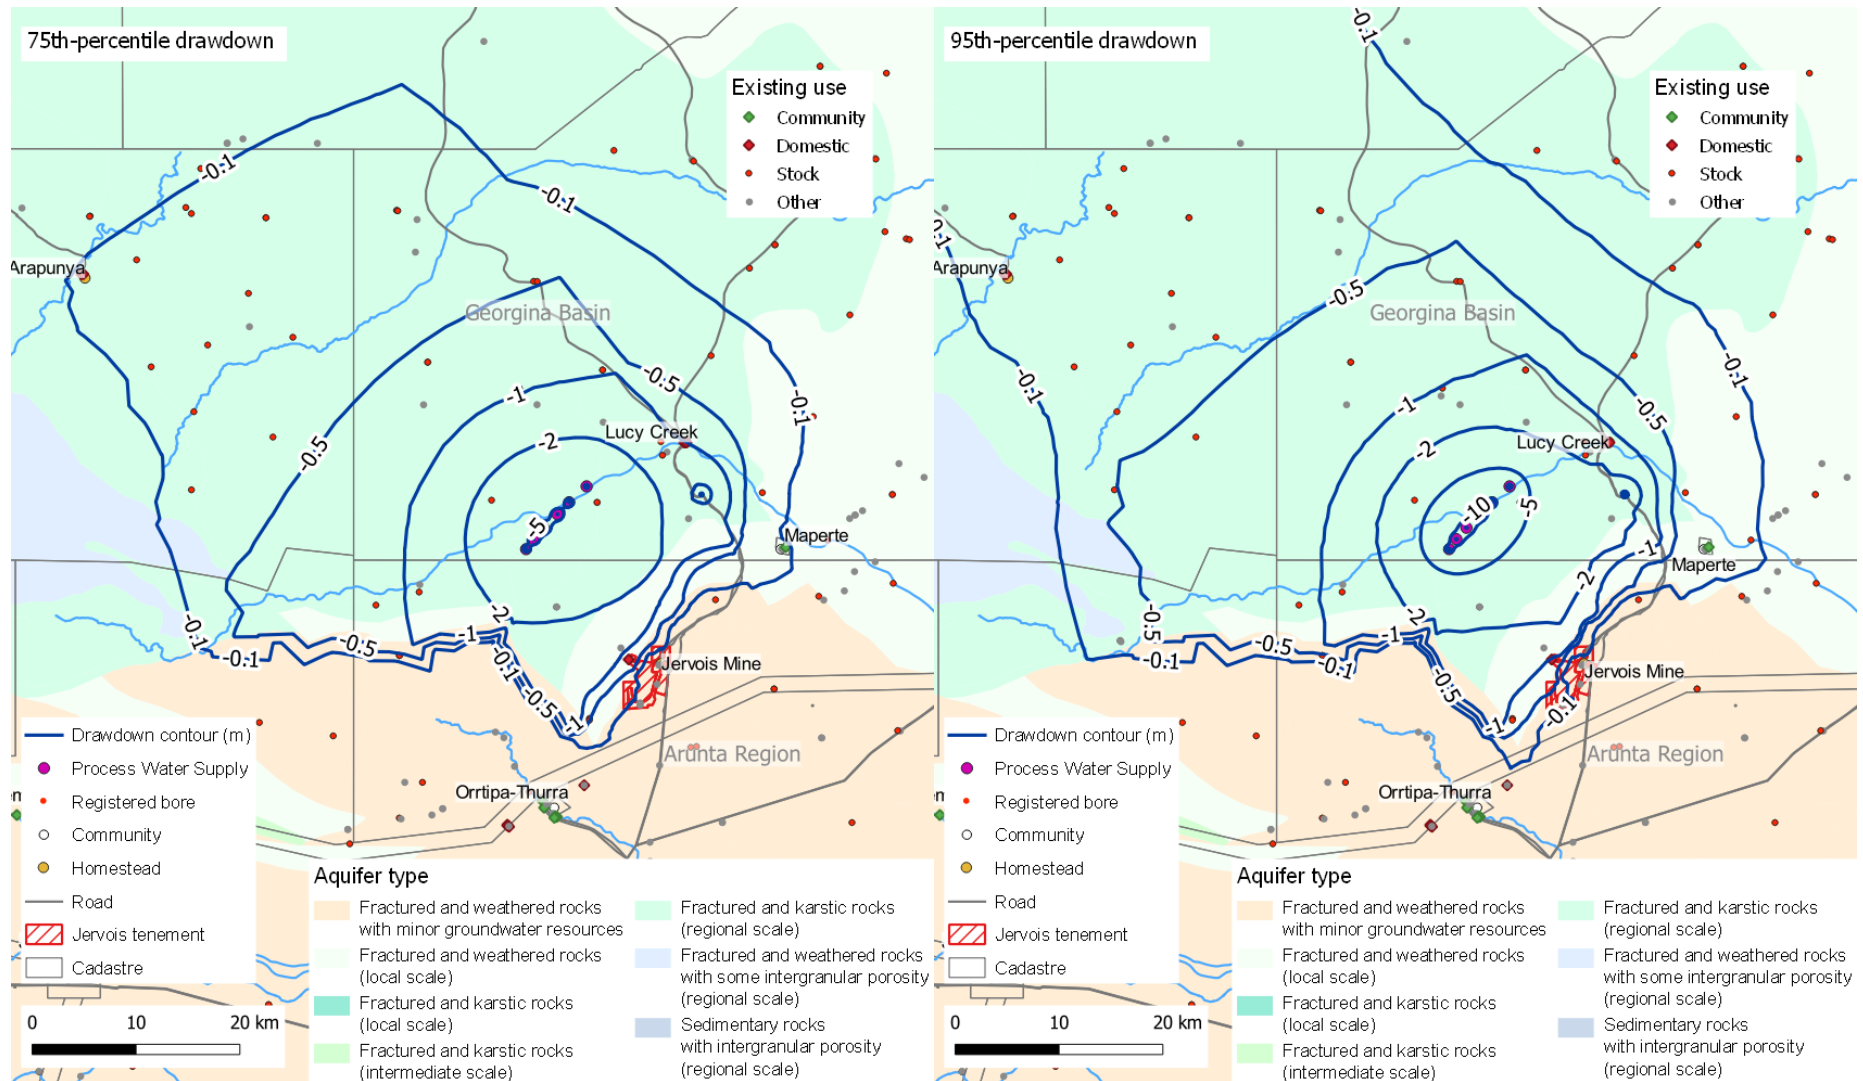 75th-percentile drawdown
Existing use
Community
Domestic
Stock
Other
-0.1
-0.1
Arapunya
Georgina Basin
-0.5
-1
-0.1
-0.5
-2
Lucy Creek
-5
Maperte
-2
-0.1
-0.5
-1
-0.1
-0.1
-0.5
-1
Jervois Mine
Arunta Region
Orrtipa-Thurra
Drawdown contour (m)
Process Water Supply
Registered bore
Community
Homestead
Road
Jervois tenement
Cadastre
0 10 20 km
Aquifer type
Fractured and weathered rocks
with minor groundwater resources
Fractured and weathered rocks
(local scale)
Fractured and karstic rocks
(local scale)
Fractured and karstic rocks
(intermediate scale)
Fractured and karstic rocks
(regional scale)
Fractured and weathered rocks
with some intergranular porosity
(regional scale)
Sedimentary rocks
with intergranular porosity
(regional scale)
95th-percentile drawdown
-0.1
Existing use
Community
Domestic
Stock
Other
-0.1
Arapunya
-0.5
Georgina Basin
-0.1
-0.1
-1
-0.5
-2
Lucy Creek
-10
-5
-1
Maperte
-2
-2
-0.5
-0.5
-1
-0.1
-0.1
-0.5
Jervois Mine
-0.1
-1
Arunta Region
Orrtipa-Thurra
Drawdown contour (m)
Process Water Supply
Registered bore
Community
Homestead
Road
Jervois tenement
Cadastre
0 10 20 km
Aquifer type
Fractured and weathered rocks
with minor groundwater resources
Fractured and weathered rocks
(local scale)
Fractured and karstic rocks
(local scale)
Fractured and karstic rocks
(intermediate scale)
Fractured and karstic rocks
(regional scale)
Fractured and weathered rocks
with some intergranular porosity
(regional scale)
Sedimentary rocks
with intergranular porosity
(regional scale)